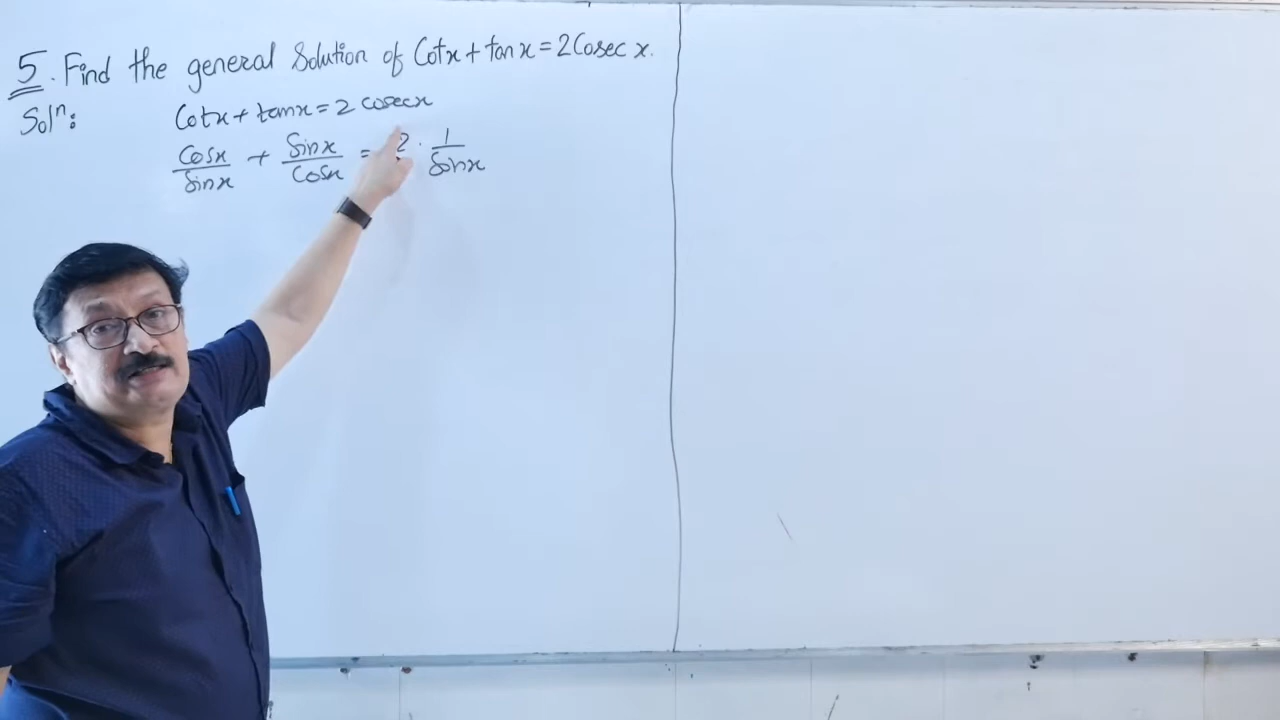 5. Find the general Solution of Cotx + tan x = 2 Cosec x.
Solⁿ: Cotx + tanx = 2 cosecx
Cosx/Sinx + Sinx/Cosx = 2 · 1/Sinx